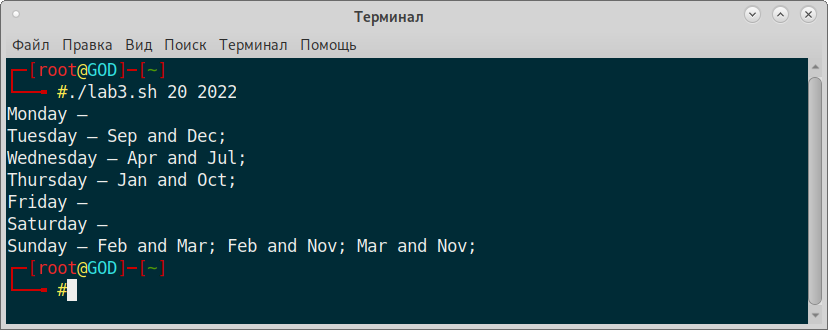 Терминал
Файл Правка Вид Поиск Терминал Помощь
┌─[root@GOD]─[~]
└──╼ #./lab3.sh 20 2022
Monday –
Tuesday – Sep and Dec;
Wednesday – Apr and Jul;
Thursday – Jan and Oct;
Friday –
Saturday –
Sunday – Feb and Mar; Feb and Nov; Mar and Nov;
┌─[root@GOD]─[~]
└──╼ #